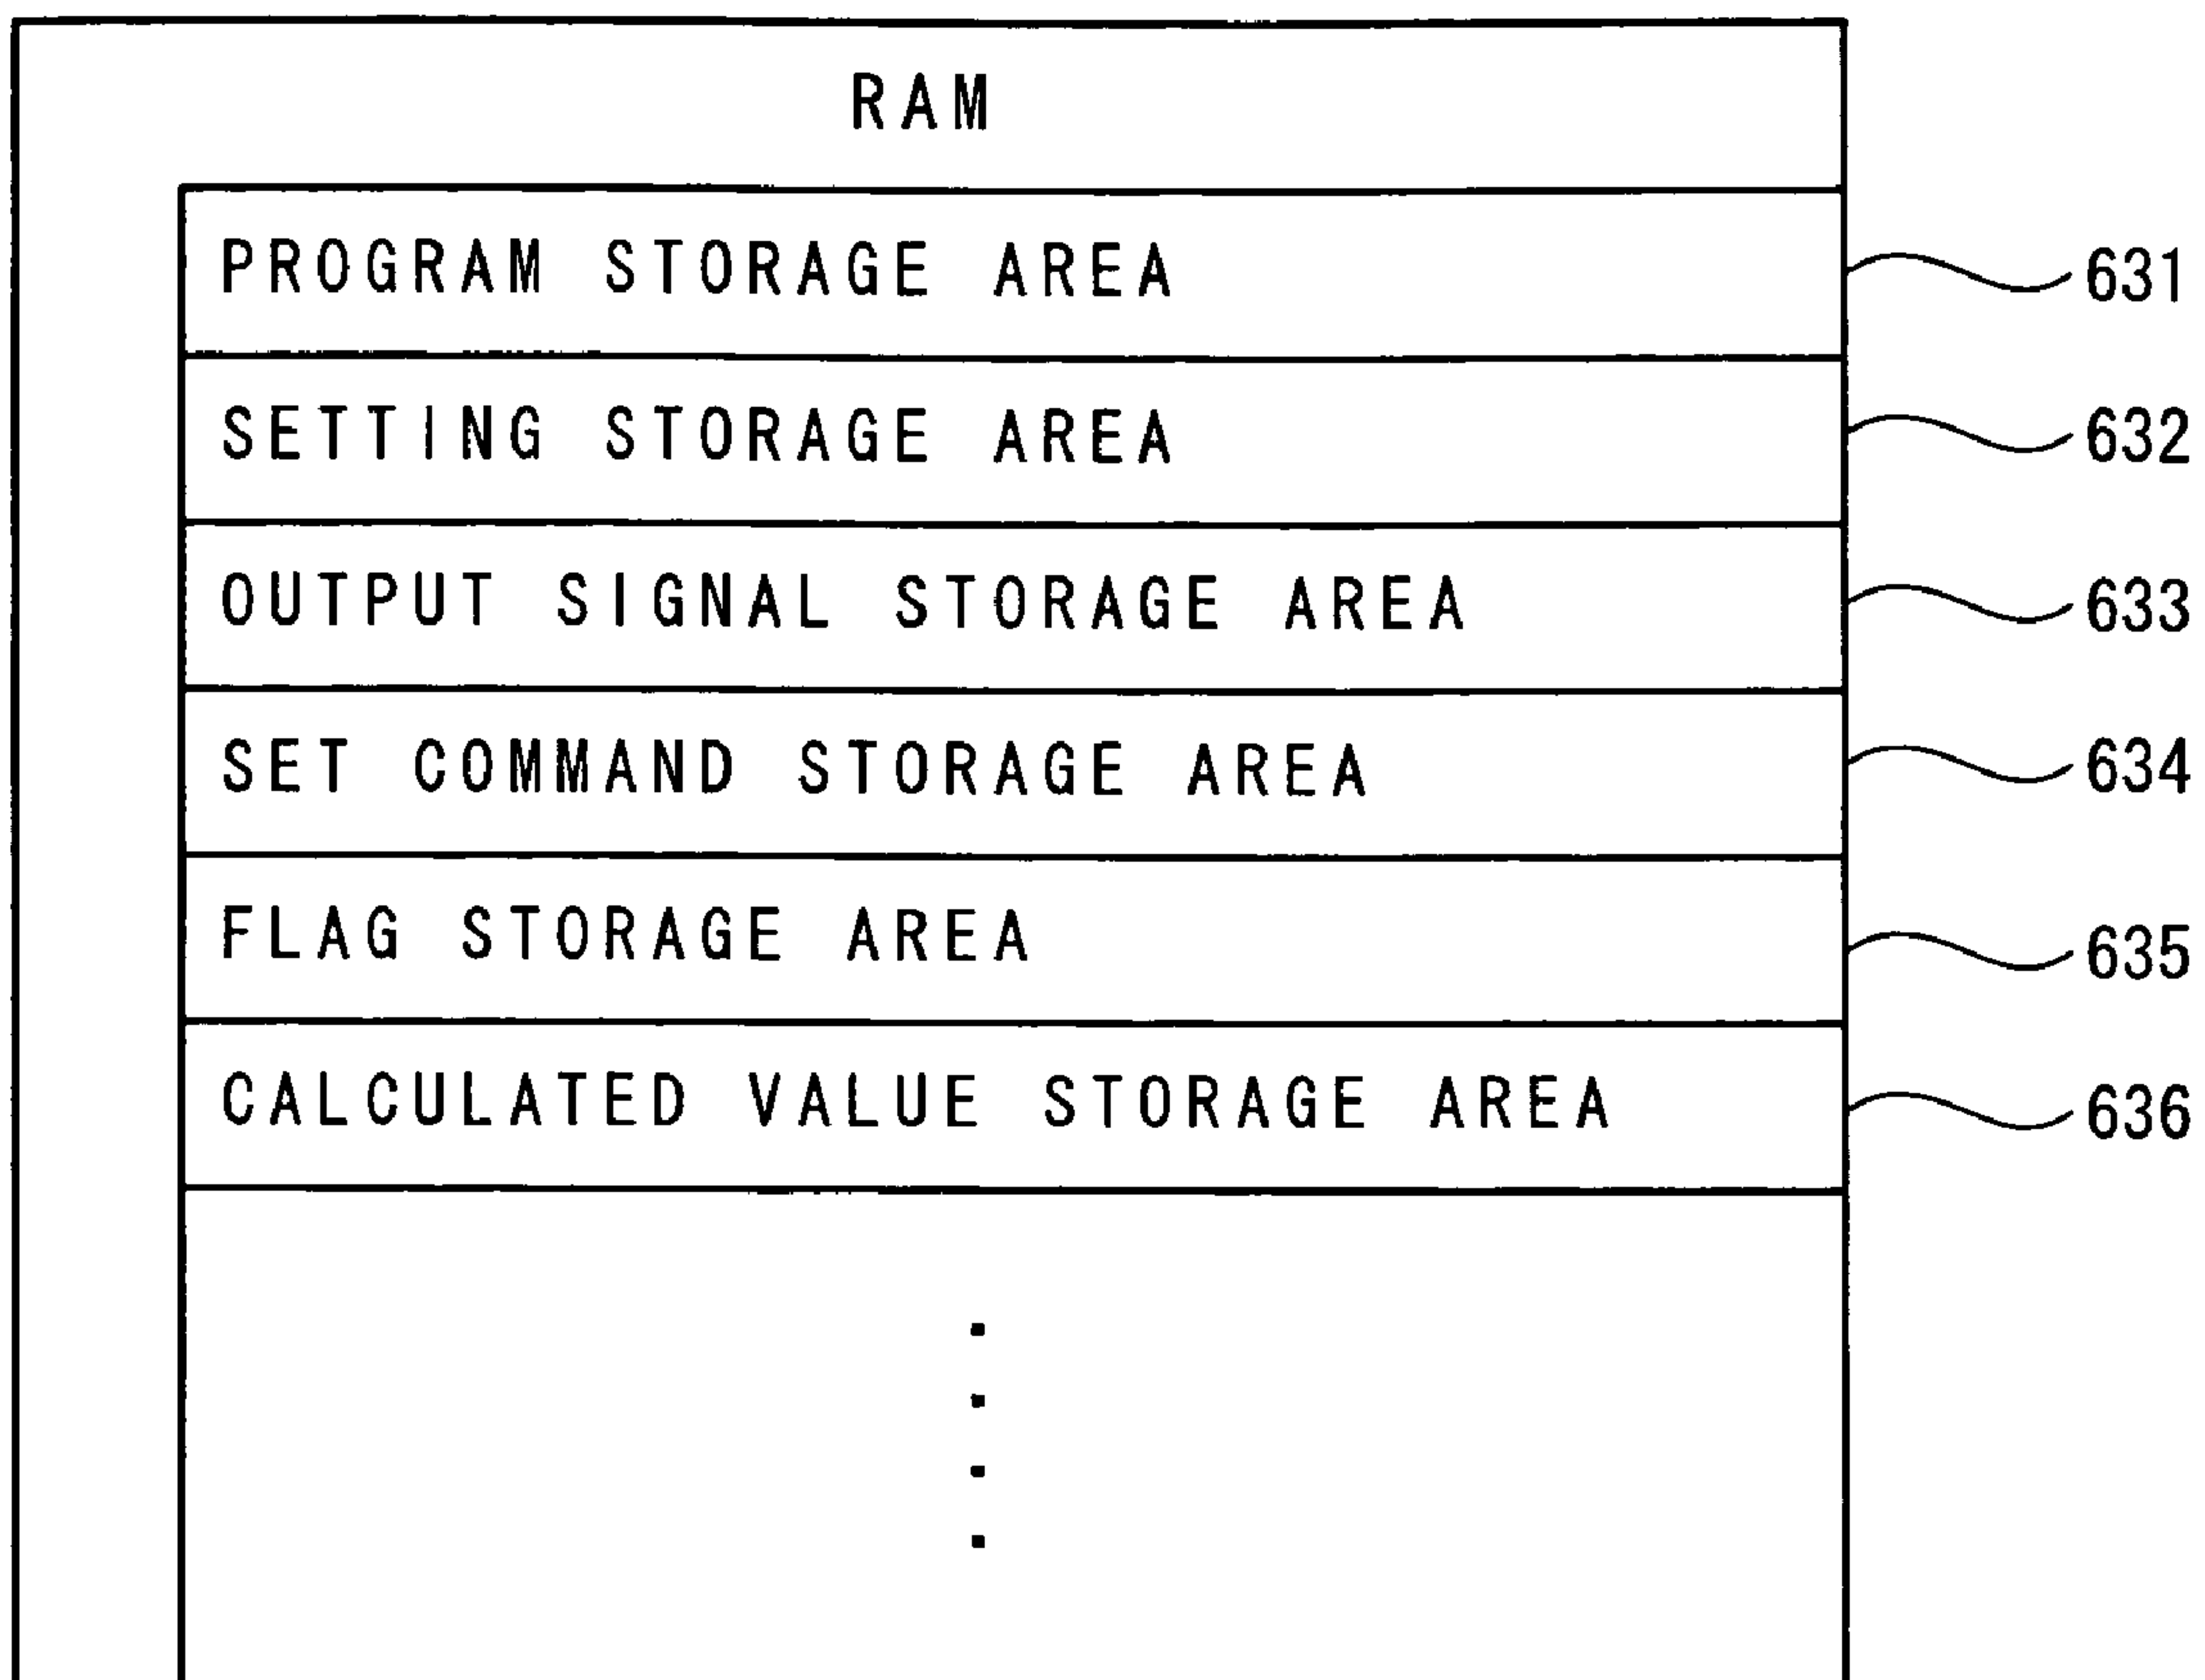 RAM
PROGRAM STORAGE AREA 631
SETTING STORAGE AREA 632
OUTPUT SIGNAL STORAGE AREA 633
SET COMMAND STORAGE AREA 634
FLAG STORAGE AREA 635
CALCULATED VALUE STORAGE AREA 636